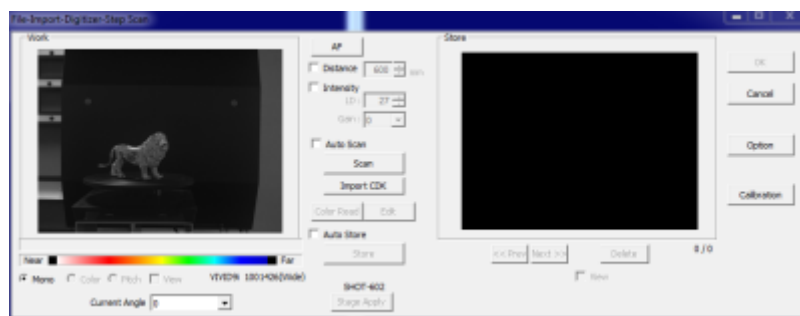 File-Import-Digitizer-Step Scan
Work
AF
Distance 600 mm
Intensity
LD: 27
Gain: 0
Auto Scan
Scan
Import CDK
Color Read Edit
Auto Store
Store
Near Far
Mono Color Pitch View VIVID9i 1001426(Wide)
Current Angle 0
SHOT-602
Stage Apply
Store
<< Prev Next >> Delete 0 / 0
New
OK
Cancel
Option
Calibration